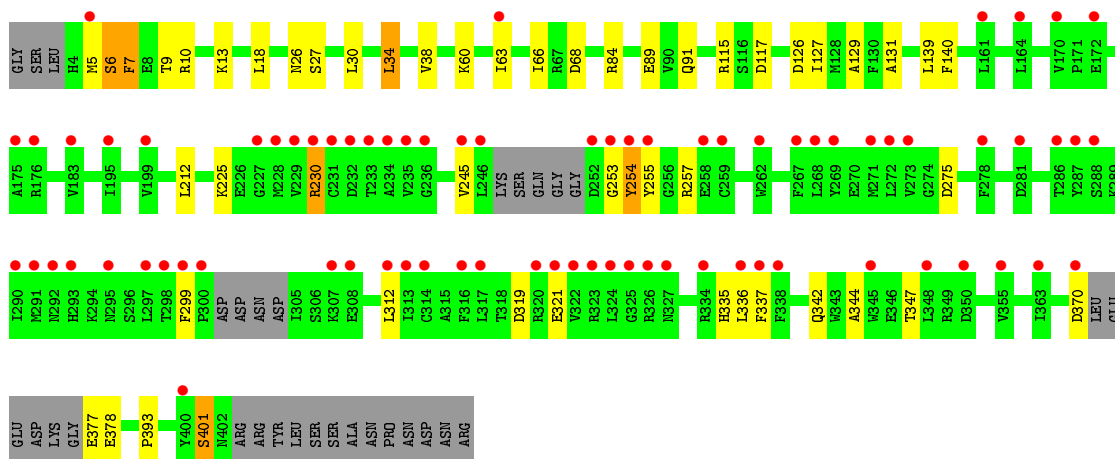 GLY SER LEU H4 M5 S6 F7 E8 T9 R10 K13 L18 N26 S27 L30 L34 V38 K60 I63 I66 R67 D68 R84 E89 V90 Q91 R115 S116 D117 D126 I127 M128 A129 F130 A131 L139 F140 L161 L164 V170 P171 E172
A175 R176 V183 I195 V199 L212 K225 E226 G227 M228 V229 R230 C231 D232 T233 A234 V235 G236 V245 L246 LYS SER GLN GLY GLY D252 G253 Y254 Y255 G256 R257 E258 C259 W262 F267 L268 Y269 E270 M271 L272 V273 G274 D275 F278 D281 T286 Y287 S288 K289
I290 M291 N292 H293 K294 N295 S296 L297 T298 F299 P300 ASP ASP ASN ASP I305 S306 K307 E308 L312 I313 C314 A315 F316 L317 T318 D319 R320 E321 V322 R323 L324 G325 R326 N327 R334 H335 L336 F337 F338 Q342 W343 A344 W345 E346 T347 L348 R349 D350 V355 I363 D370 LEU GLU
GLU ASP LYS GLY E377 E378 P393 Y400 S401 N402 ARG ARG TYR LEU SER SER ALA ASN PRO ASN ASP ASN ARG